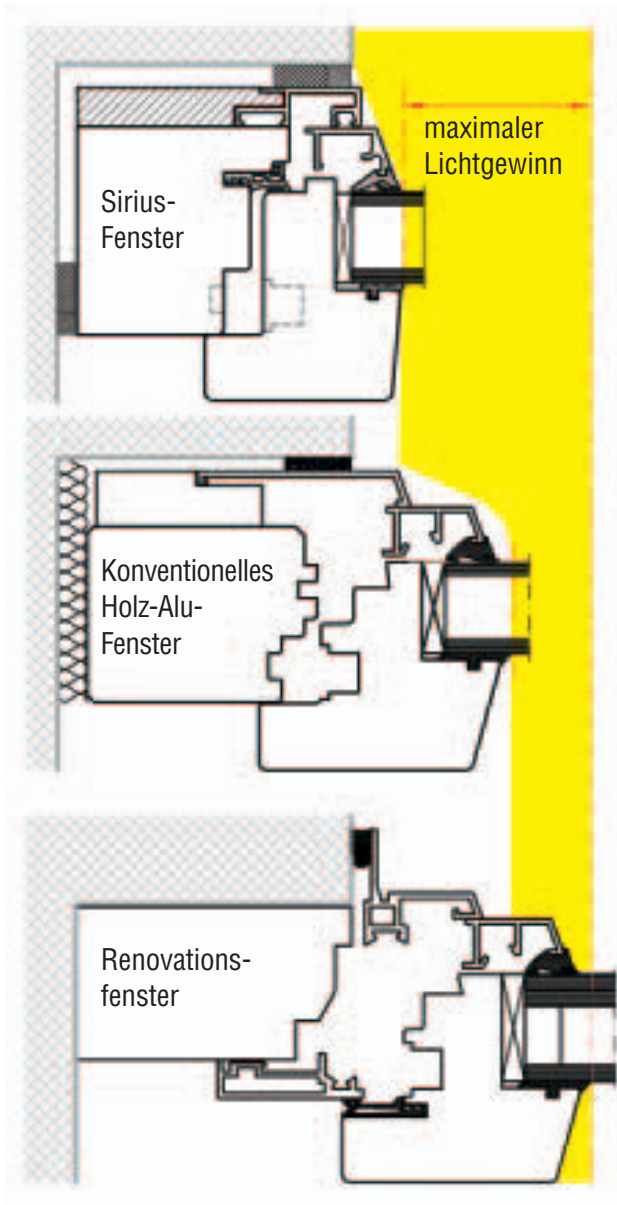 maximaler
Lichtgewinn
Sirius-
Fenster
Konventionelles
Holz-Alu-
Fenster
Renovations-
fenster